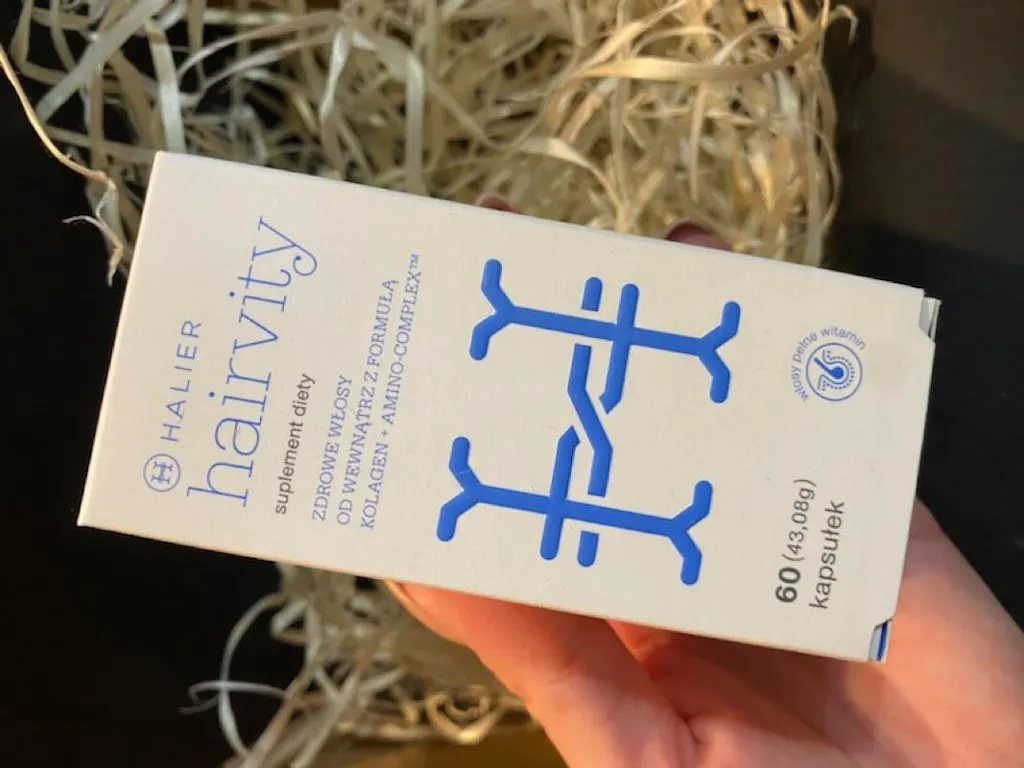 HALIER
hairvity
suplement diety
ZDROWE WŁOSY
OD WEWNĄTRZ Z FORMUŁĄ
KOLAGEN + AMINO-COMPLEX™
włosy pełne witamin
60 (43,08g)
kapsułek